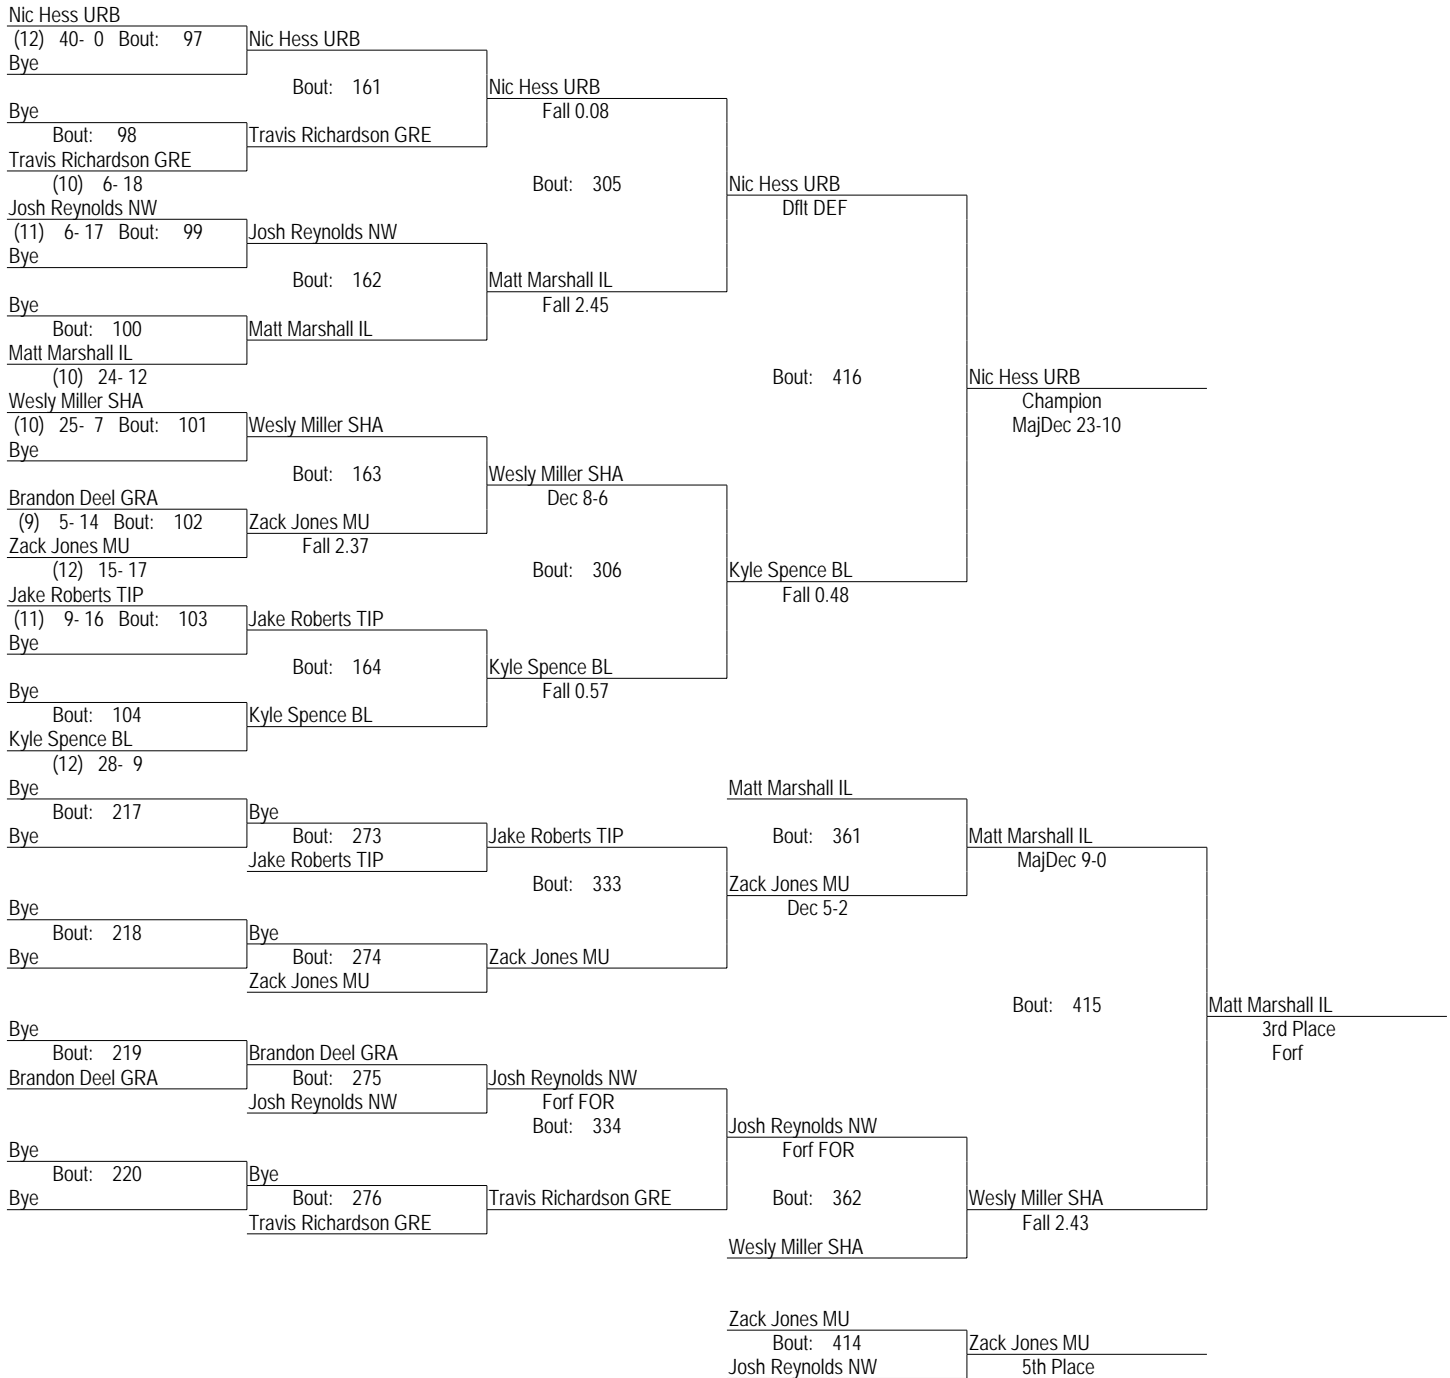 Nic Hess URB
(12) 40- 0 Bout: 97 Nic Hess URB
Bye
Bout: 161 Nic Hess URB
Bye Fall 0.08
Bout: 98 Travis Richardson GRE
Travis Richardson GRE
(10) 6- 18 Bout: 305 Nic Hess URB
Josh Reynolds NW Dflt DEF
(11) 6- 17 Bout: 99 Josh Reynolds NW
Bye
Bout: 162 Matt Marshall IL
Bye Fall 2.45
Bout: 100 Matt Marshall IL
Matt Marshall IL
(10) 24- 12 Bout: 416 Nic Hess URB
Wesly Miller SHA Champion
(10) 25- 7 Bout: 101 Wesly Miller SHA MajDec 23-10
Bye
Bout: 163 Wesly Miller SHA
Brandon Deel GRA Dec 8-6
(9) 5- 14 Bout: 102 Zack Jones MU
Zack Jones MU Fall 2.37
(12) 15- 17 Bout: 306 Kyle Spence BL
Jake Roberts TIP Fall 0.48
(11) 9- 16 Bout: 103 Jake Roberts TIP
Bye
Bout: 164 Kyle Spence BL
Bye Fall 0.57
Bout: 104 Kyle Spence BL
Kyle Spence BL
(12) 28- 9
Bye Matt Marshall IL
Bout: 217 Bye
Bye Bout: 273 Jake Roberts TIP Bout: 361 Matt Marshall IL
Jake Roberts TIP MajDec 9-0
Bout: 333 Zack Jones MU
Bye Dec 5-2
Bout: 218 Bye
Bye Bout: 274 Zack Jones MU
Zack Jones MU
Bout: 415 Matt Marshall IL
Bye 3rd Place
Bout: 219 Brandon Deel GRA Forf
Brandon Deel GRA Bout: 275 Josh Reynolds NW
Josh Reynolds NW Forf FOR
Bout: 334 Josh Reynolds NW
Bye Forf FOR
Bout: 220 Bye
Bye Bout: 276 Travis Richardson GRE Bout: 362 Wesly Miller SHA
Travis Richardson GRE Fall 2.43
Wesly Miller SHA
Zack Jones MU
Bout: 414 Zack Jones MU
Josh Reynolds NW 5th Place